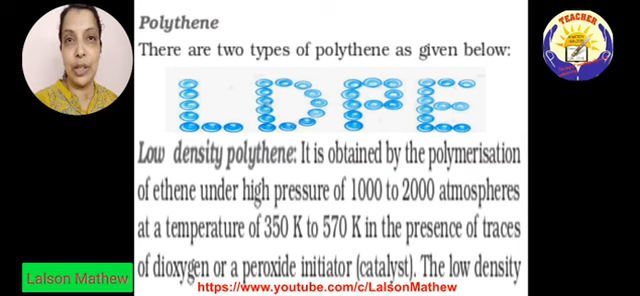 Polythene
There are two types of polythene as given below:
LDPE
Low density polythene: It is obtained by the polymerisation
of ethene under high pressure of 1000 to 2000 atmospheres
at a temperature of 350 K to 570 K in the presence of traces
of dioxygen or a peroxide initiator (catalyst). The low density
https://www.youtube.com/c/LalsonMathew
Lalson Mathew
TEACHER